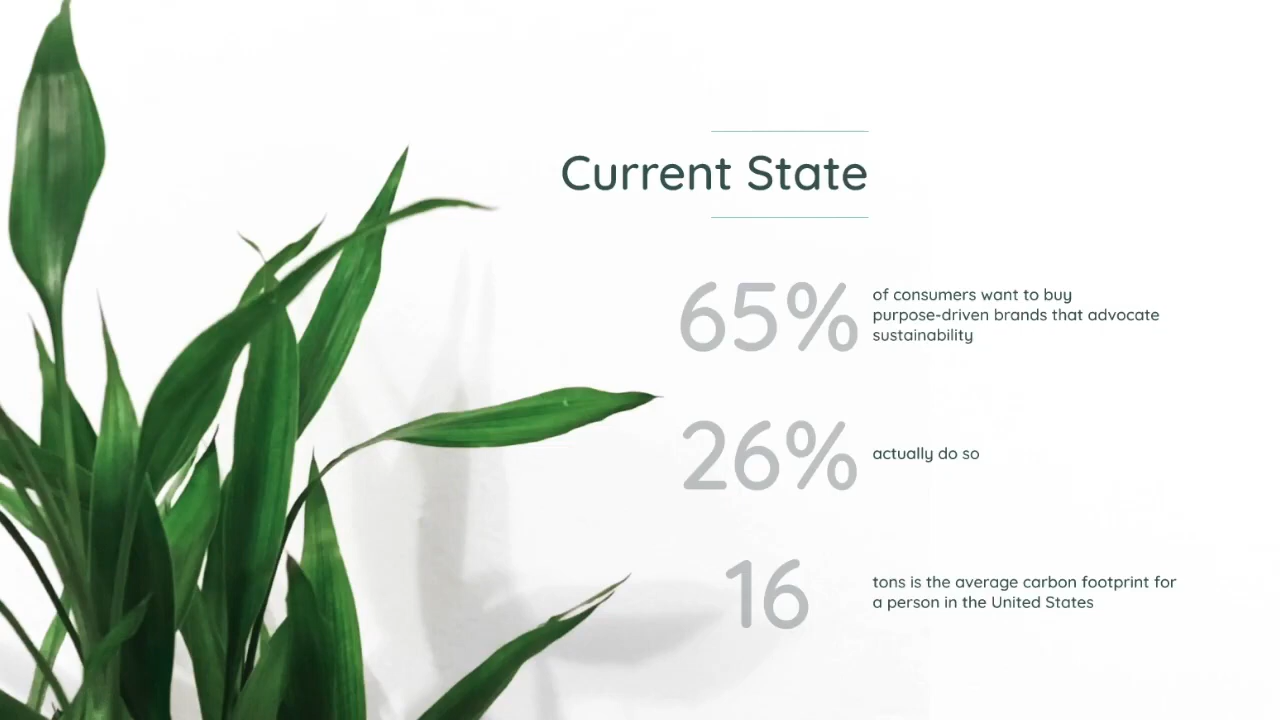 Current State
65%
of consumers want to buy
purpose-driven brands that advocate
sustainability
26%
actually do so
16
tons is the average carbon footprint for
a person in the United States